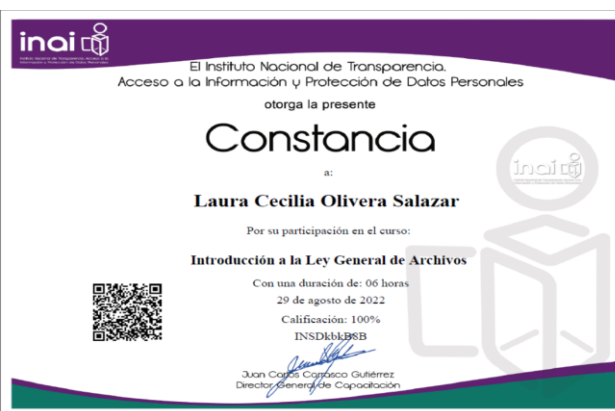 inai
El Instituto Nacional de Transparencia,
Acceso a la Información y Protección de Datos Personales
otorga la presente
Constancia
a:
inai
Laura Cecilia Olivera Salazar
Por su participación en el curso:
Introducción a la Ley General de Archivos
Con una duración de: 06 horas
29 de agosto de 2022
Calificación: 100%
INSDkbkB8B
Juan Carlos Carrasco Gutiérrez
Director General de Capacitación